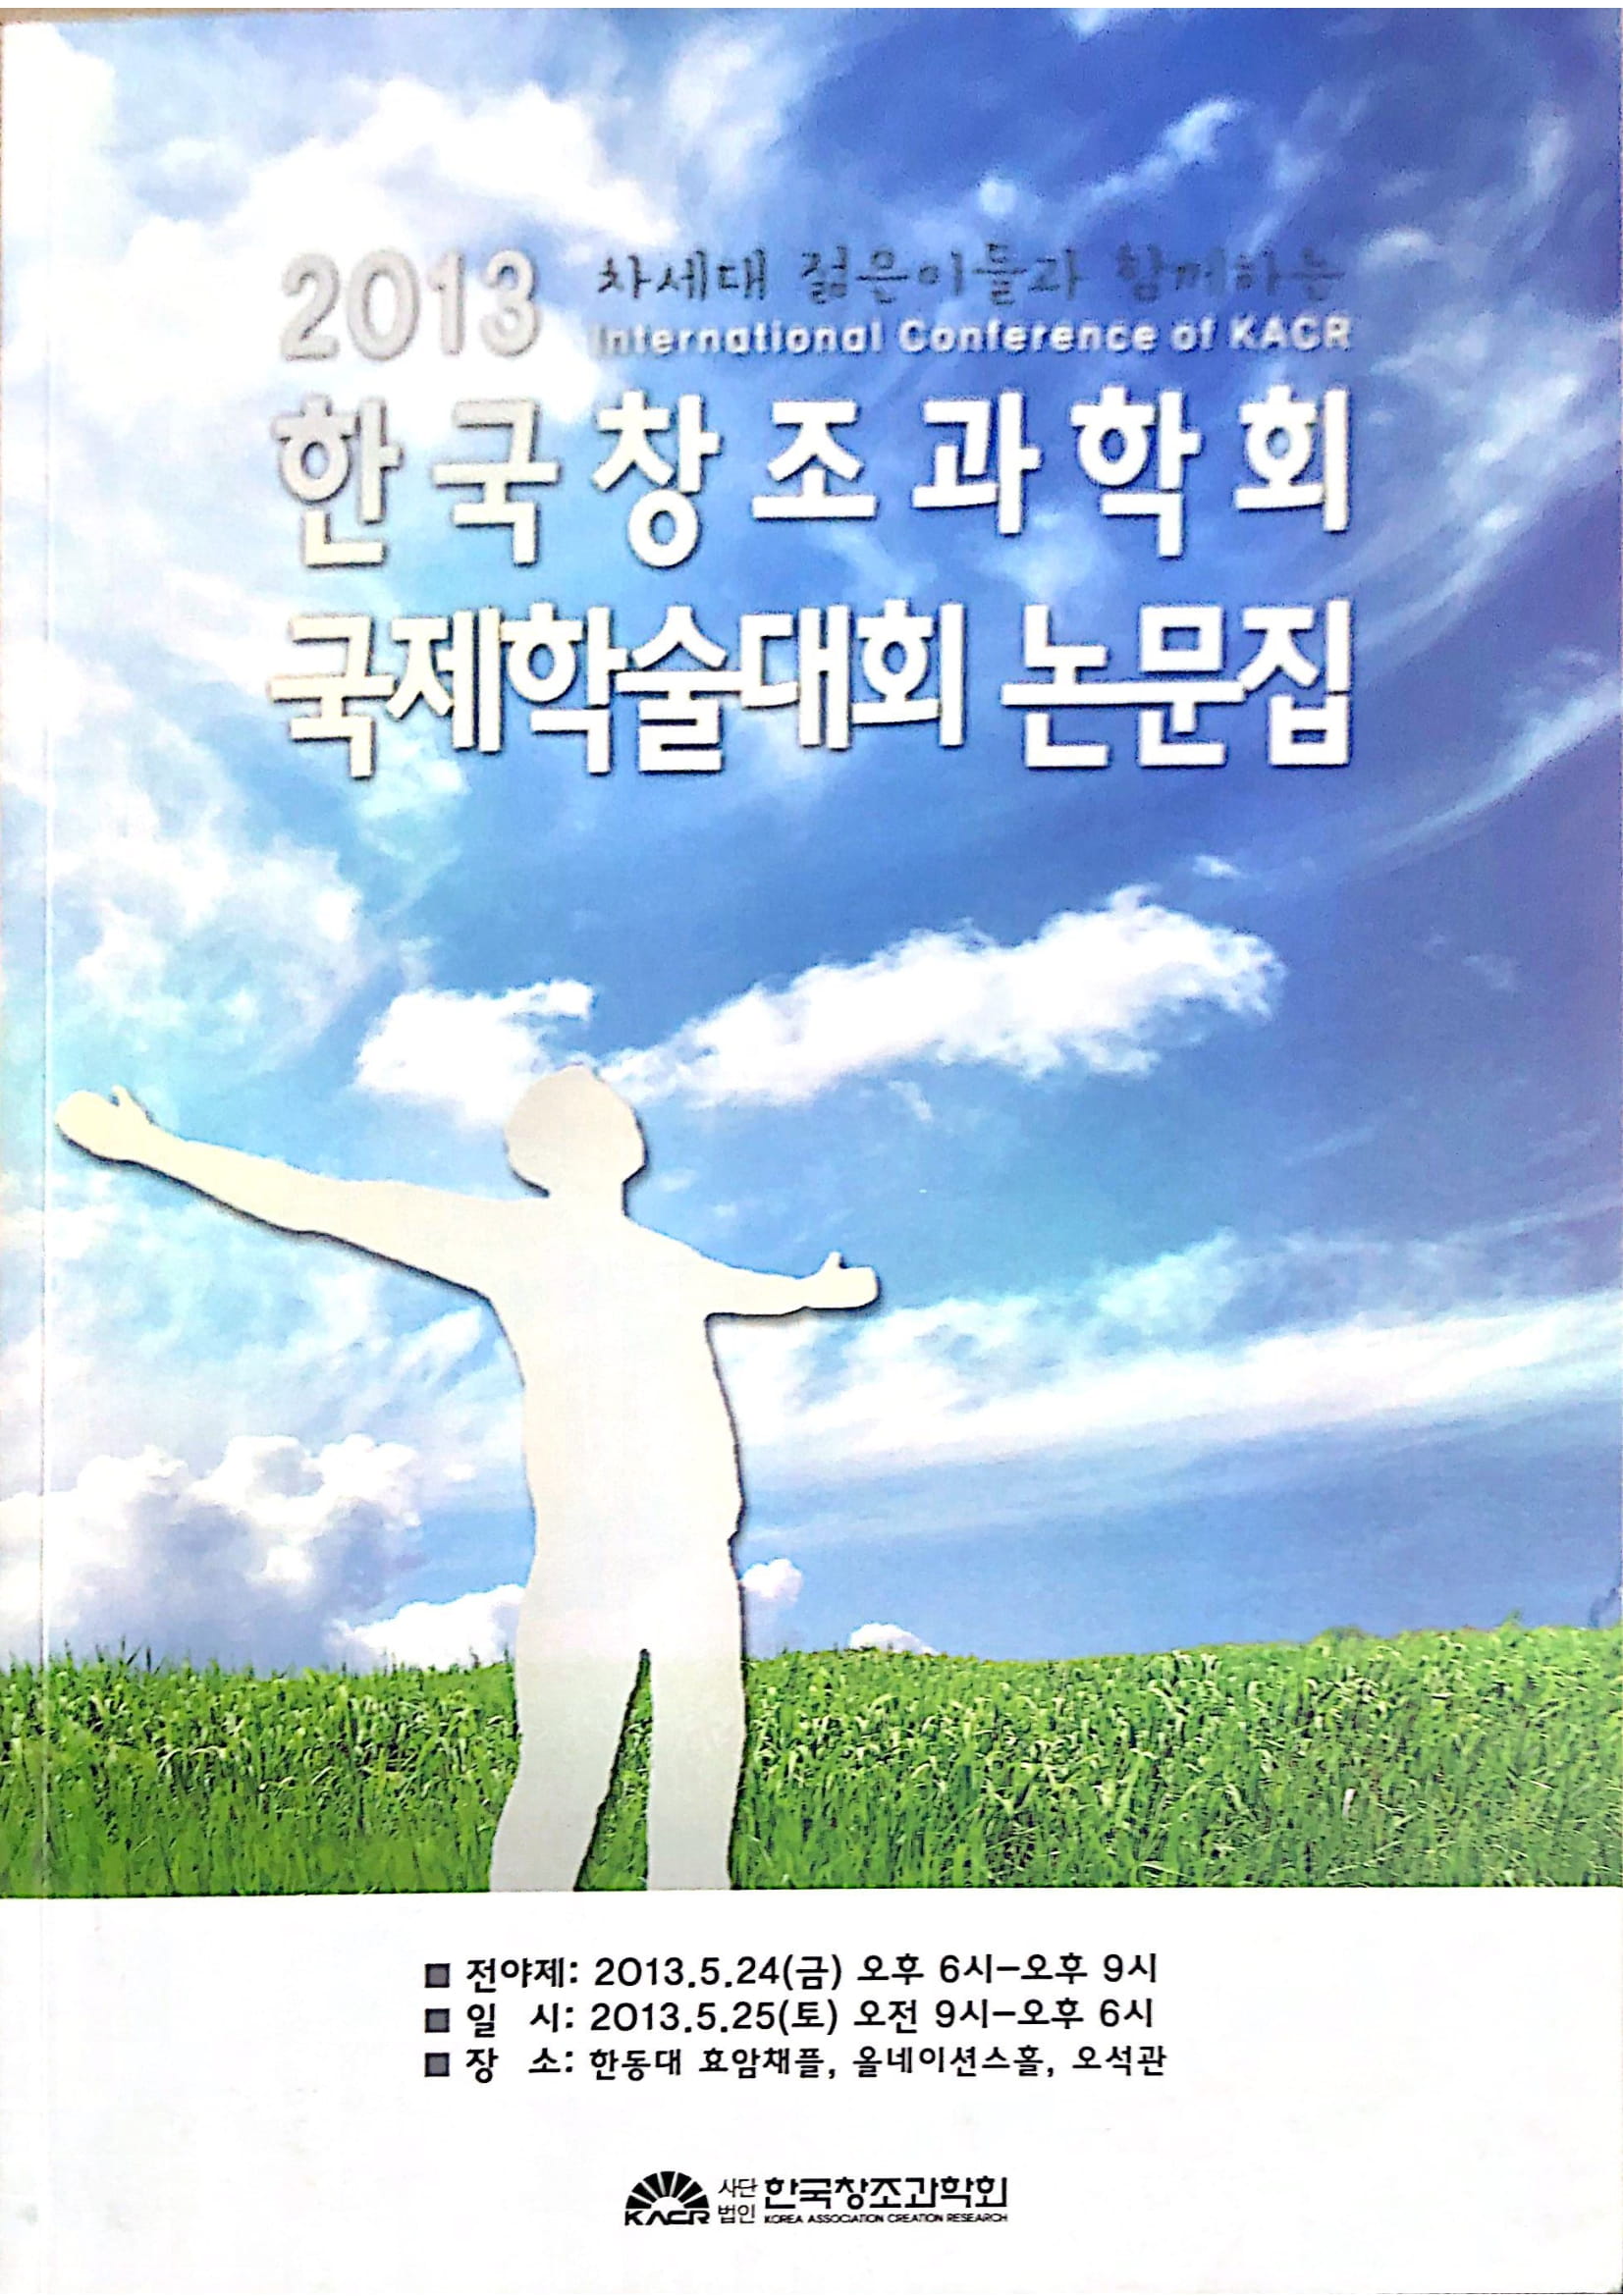 2013 차세대 젊은이들과 함께하는
International Conference of KACR
한국창조과학회
국제학술대회 논문집
■ 전야제: 2013.5.24(금) 오후 6시-오후 9시
■ 일 시: 2013.5.25(토) 오전 9시-오후 6시
■ 장 소: 한동대 효암채플, 올네이션스홀, 오석관
KACR 사단법인 한국창조과학회
KOREA ASSOCIATION CREATION RESEARCH